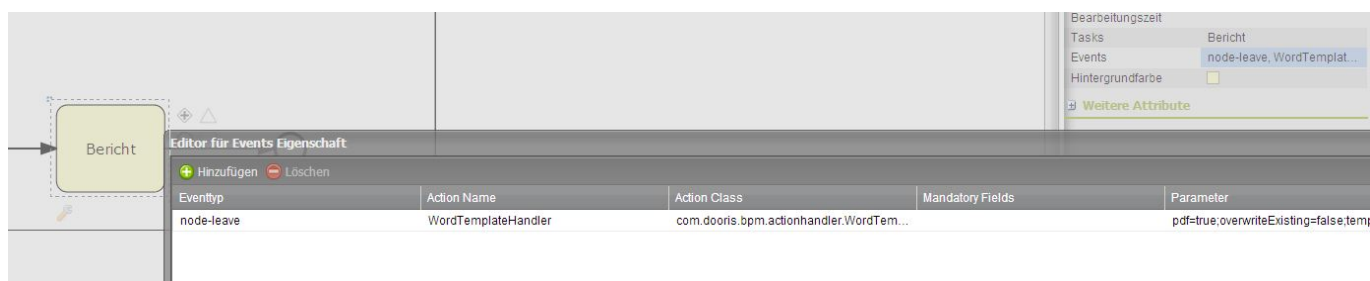 Bearbeitungszeit
Tasks Bericht
Events node-leave, WordTemplat...
Hintergrundfarbe
Weitere Attribute
Bericht
Editor für Events Eigenschaft
Hinzufügen Löschen
Eventtyp Action Name Action Class Mandatory Fields Parameter
node-leave WordTemplateHandler com.dooris.bpm.actionhandler.WordTem... pdf=true;overwriteExisting=false;temp